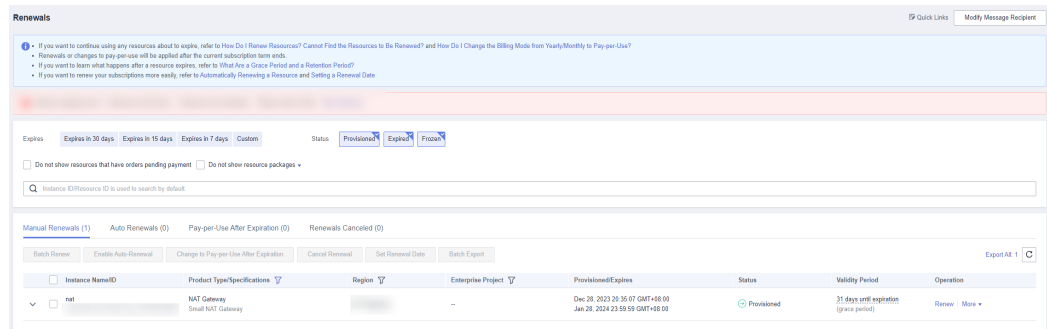 Renewals
Quick Links
Modify Message Recipient
If you want to continue using any resources about to expire, refer to How Do I Renew Resources? Cannot Find the Resources to Be Renewed? and How Do I Change the Billing Mode from Yearly/Monthly to Pay-per-Use?
Renewals or changes to pay-per-use will be applied after the current subscription term ends.
If you want to learn what happens after a resource expires, refer to What Are a Grace Period and a Retention Period?
If you want to renew your subscriptions more easily, refer to Automatically Renewing a Resource and Setting a Renewal Date
Expires Expires in 30 days Expires in 15 days Expires in 7 days Custom Status Provisioned Expired Frozen
Do not show resources that have orders pending payment Do not show resource packages
Instance ID/Resource ID is used to search by default
Manual Renewals (1) Auto Renewals (0) Pay-per-Use After Expiration (0) Renewals Canceled (0)
Batch Renew Enable Auto-Renewal Change to Pay-per-Use After Expiration Cancel Renewal Set Renewal Date Batch Export Export All: 1
Instance Name/ID Product Type/Specifications Region Enterprise Project Provisioned/Expires Status Validity Period Operation
nat NAT Gateway -- Dec 28, 2023 20:35:07 GMT+08:00 Provisioned 31 days until expiration Renew More
Small NAT Gateway Jan 28, 2024 23:59:59 GMT+08:00 (grace period)